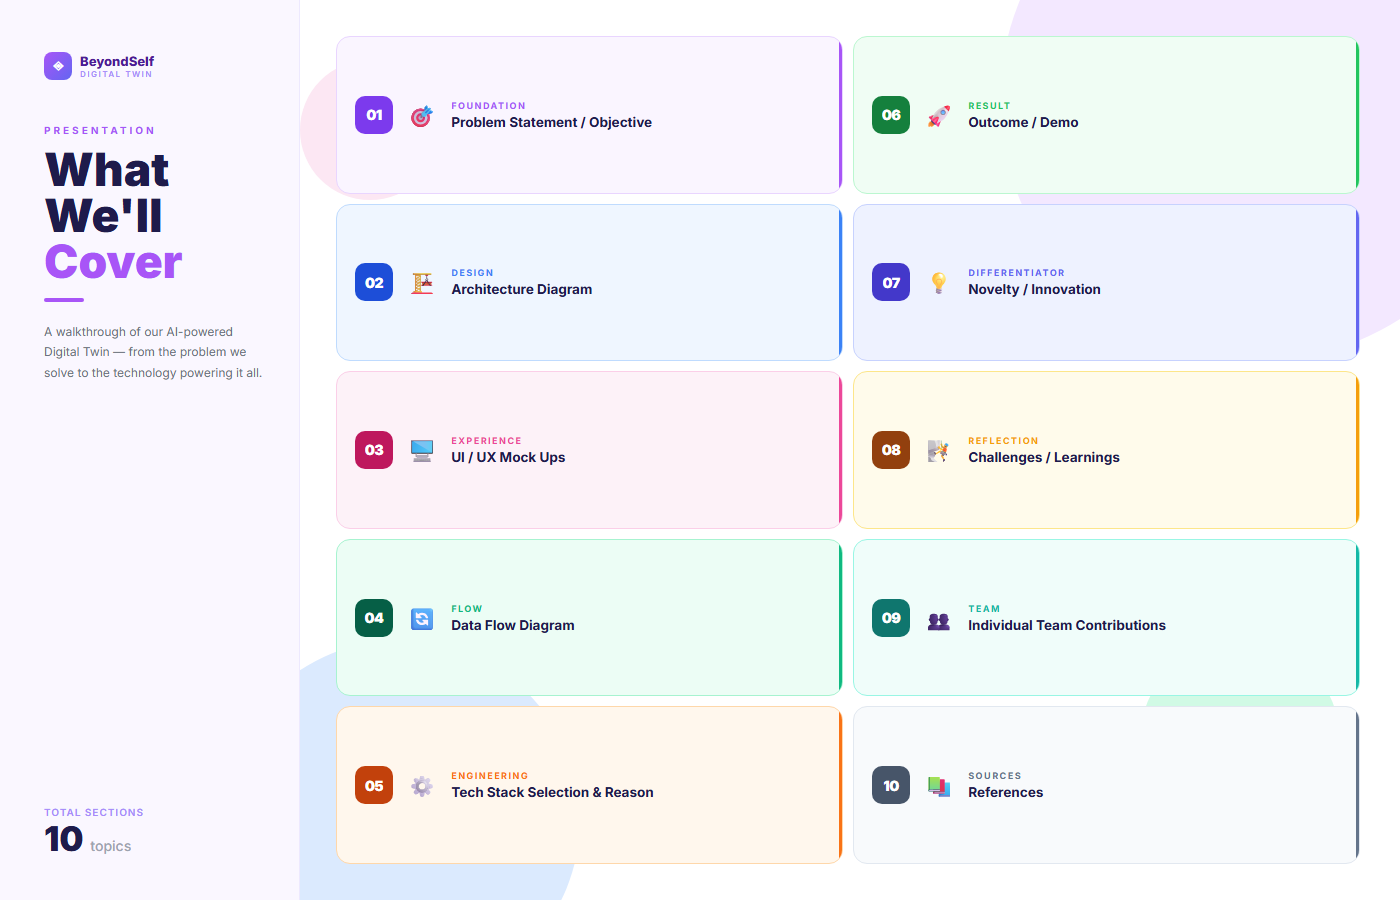 BeyondSelf
DIGITAL TWIN
PRESENTATION
What
We'll
Cover
A walkthrough of our AI-powered
Digital Twin — from the problem we
solve to the technology powering it all.
TOTAL SECTIONS
10 topics
01
FOUNDATION
Problem Statement / Objective
02
DESIGN
Architecture Diagram
03
EXPERIENCE
UI / UX Mock Ups
04
FLOW
Data Flow Diagram
05
ENGINEERING
Tech Stack Selection & Reason
06
RESULT
Outcome / Demo
07
DIFFERENTIATOR
Novelty / Innovation
08
REFLECTION
Challenges / Learnings
09
TEAM
Individual Team Contributions
10
SOURCES
References